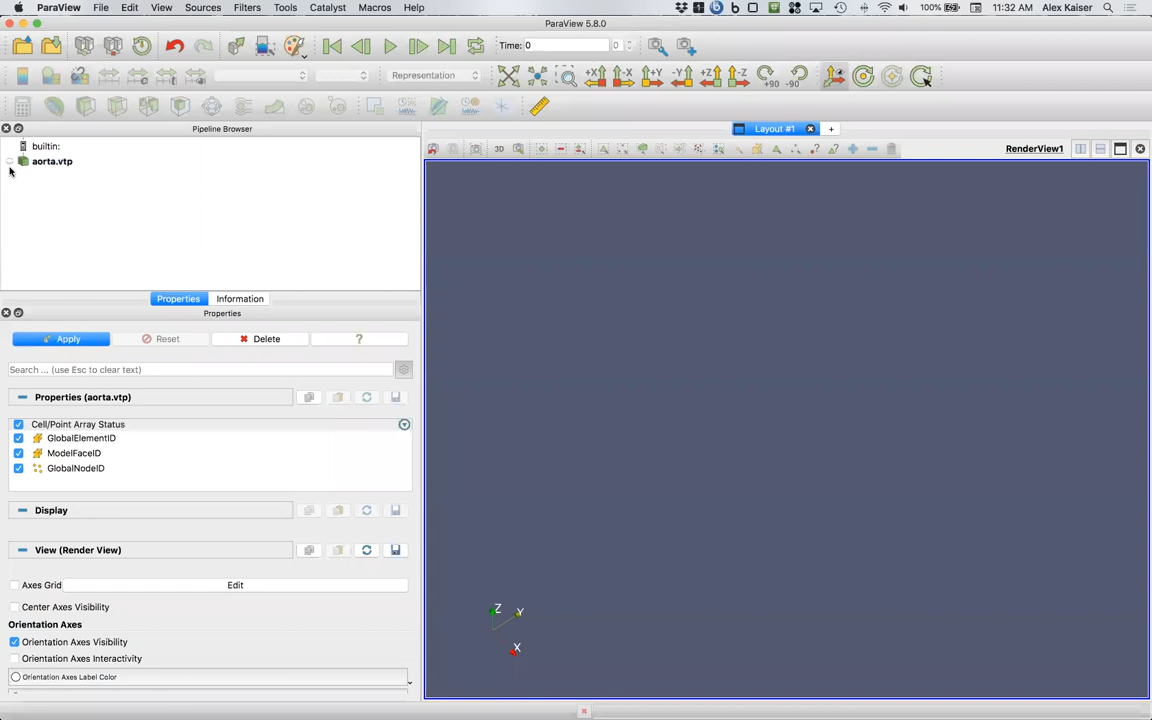 ParaView File Edit View Sources Filters Tools Catalyst Macros Help 100% 11:32 AM Alex Kaiser
ParaView 5.8.0
Time: 0 0
Representation +X -X +Y -Y +Z -Z +90 -90
Pipeline Browser
Layout #1 +
builtin:
aorta.vtp
3D RenderView1
Properties Information
Properties
Apply Reset Delete ?
Search ... (use Esc to clear text)
Properties (aorta.vtp)
Cell/Point Array Status
GlobalElementID
ModelFaceID
GlobalNodeID
Display
View (Render View)
Axes Grid Edit
Center Axes Visibility
Orientation Axes
Orientation Axes Visibility
Orientation Axes Interactivity
Orientation Axes Label Color
Z Y
X